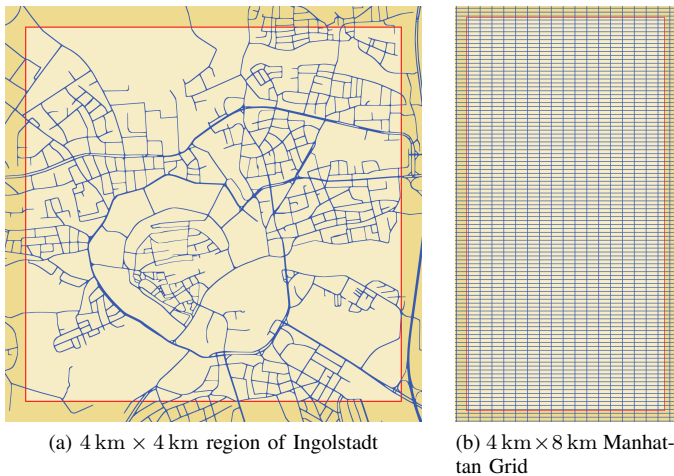 (a) 4 km × 4 km region of Ingolstadt
(b) 4 km×8 km Manhat-
tan Grid